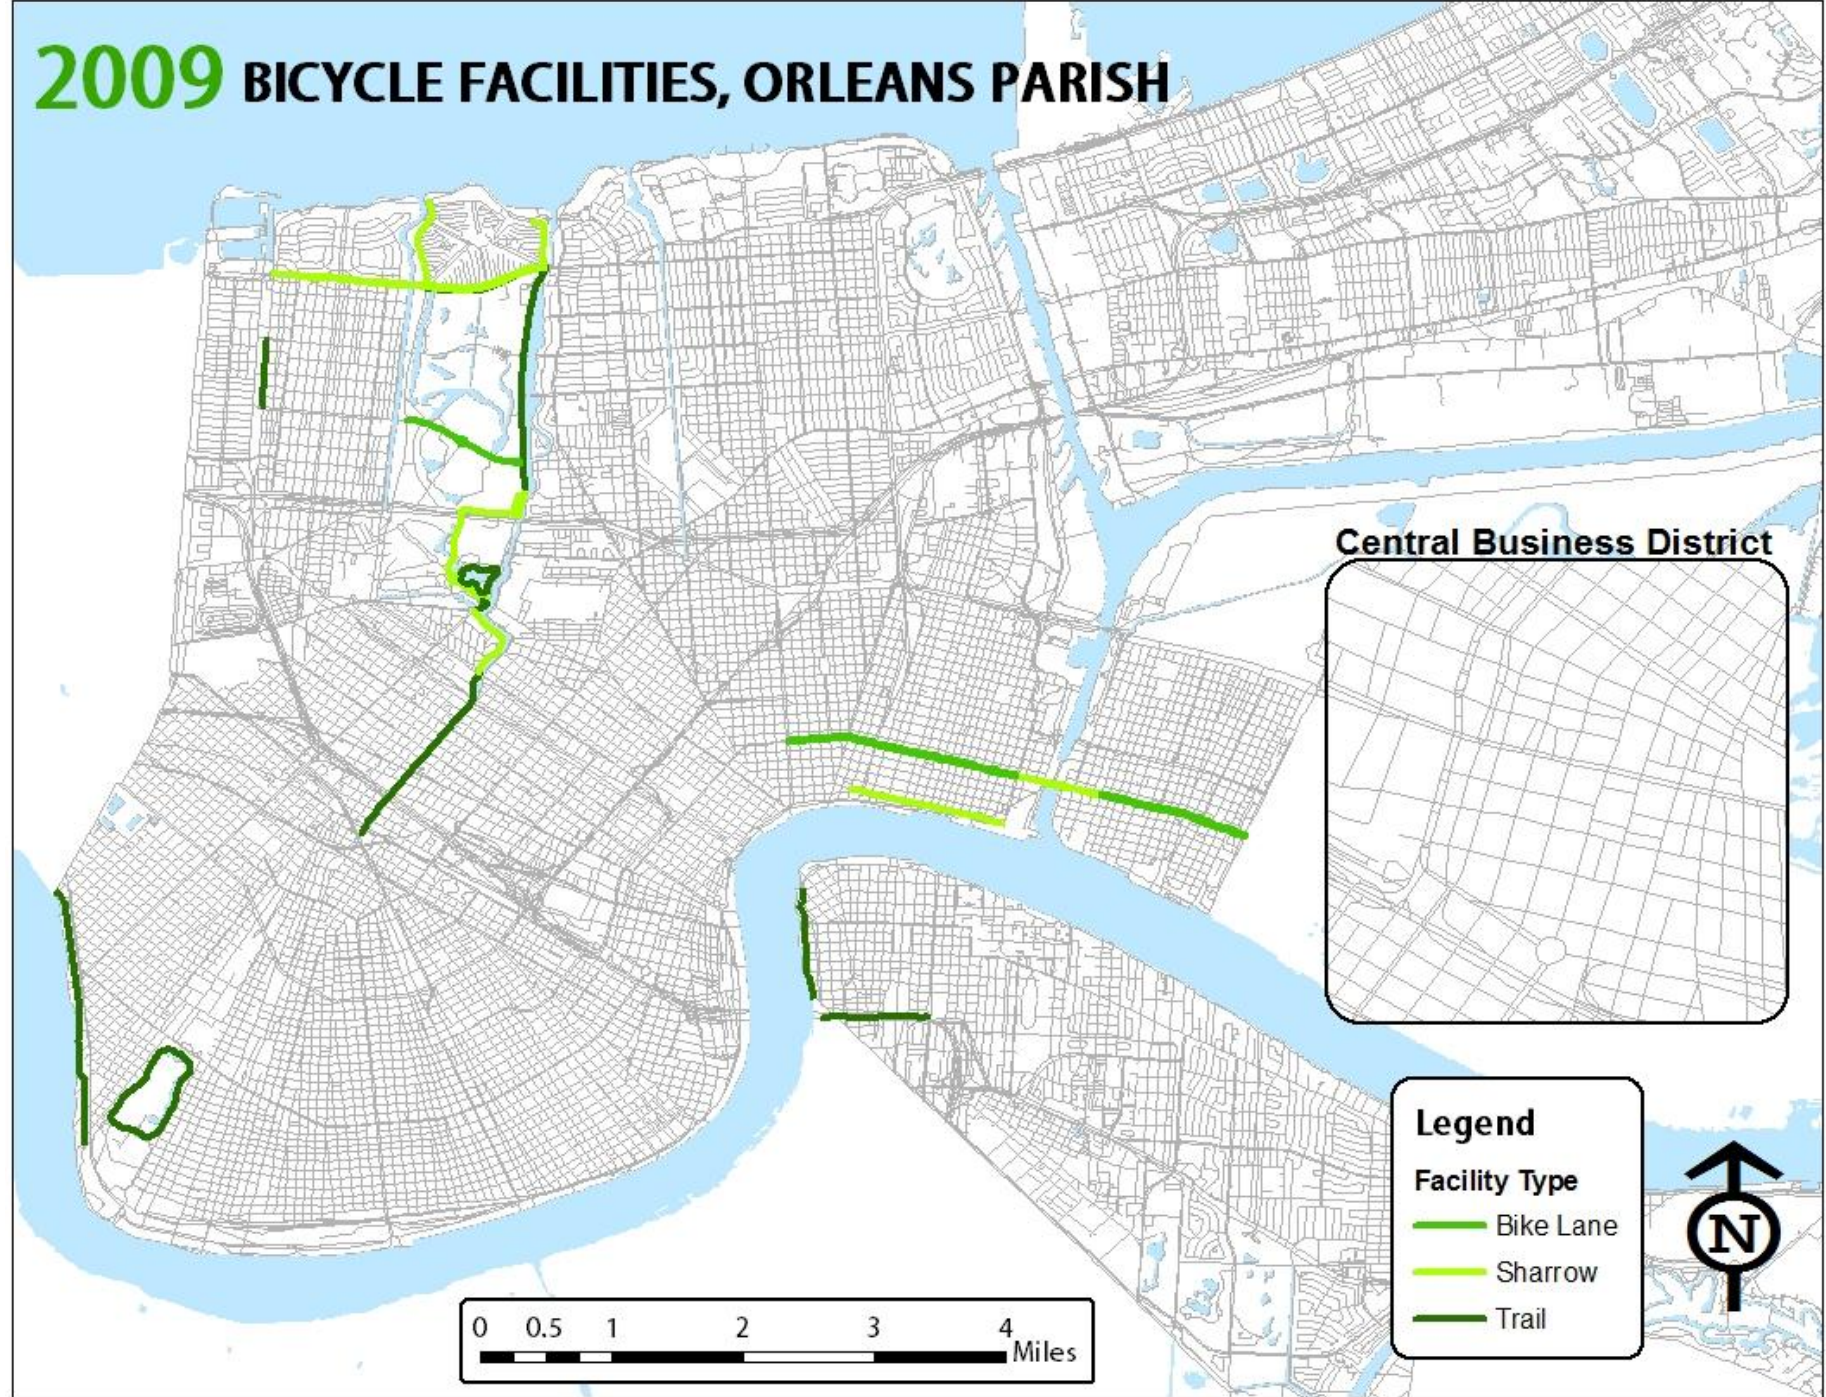 2009 BICYCLE FACILITIES, ORLEANS PARISH
Central Business District
Legend
Facility Type
Bike Lane
Sharrow
Trail
N
0 0.5 1 2 3 4
Miles